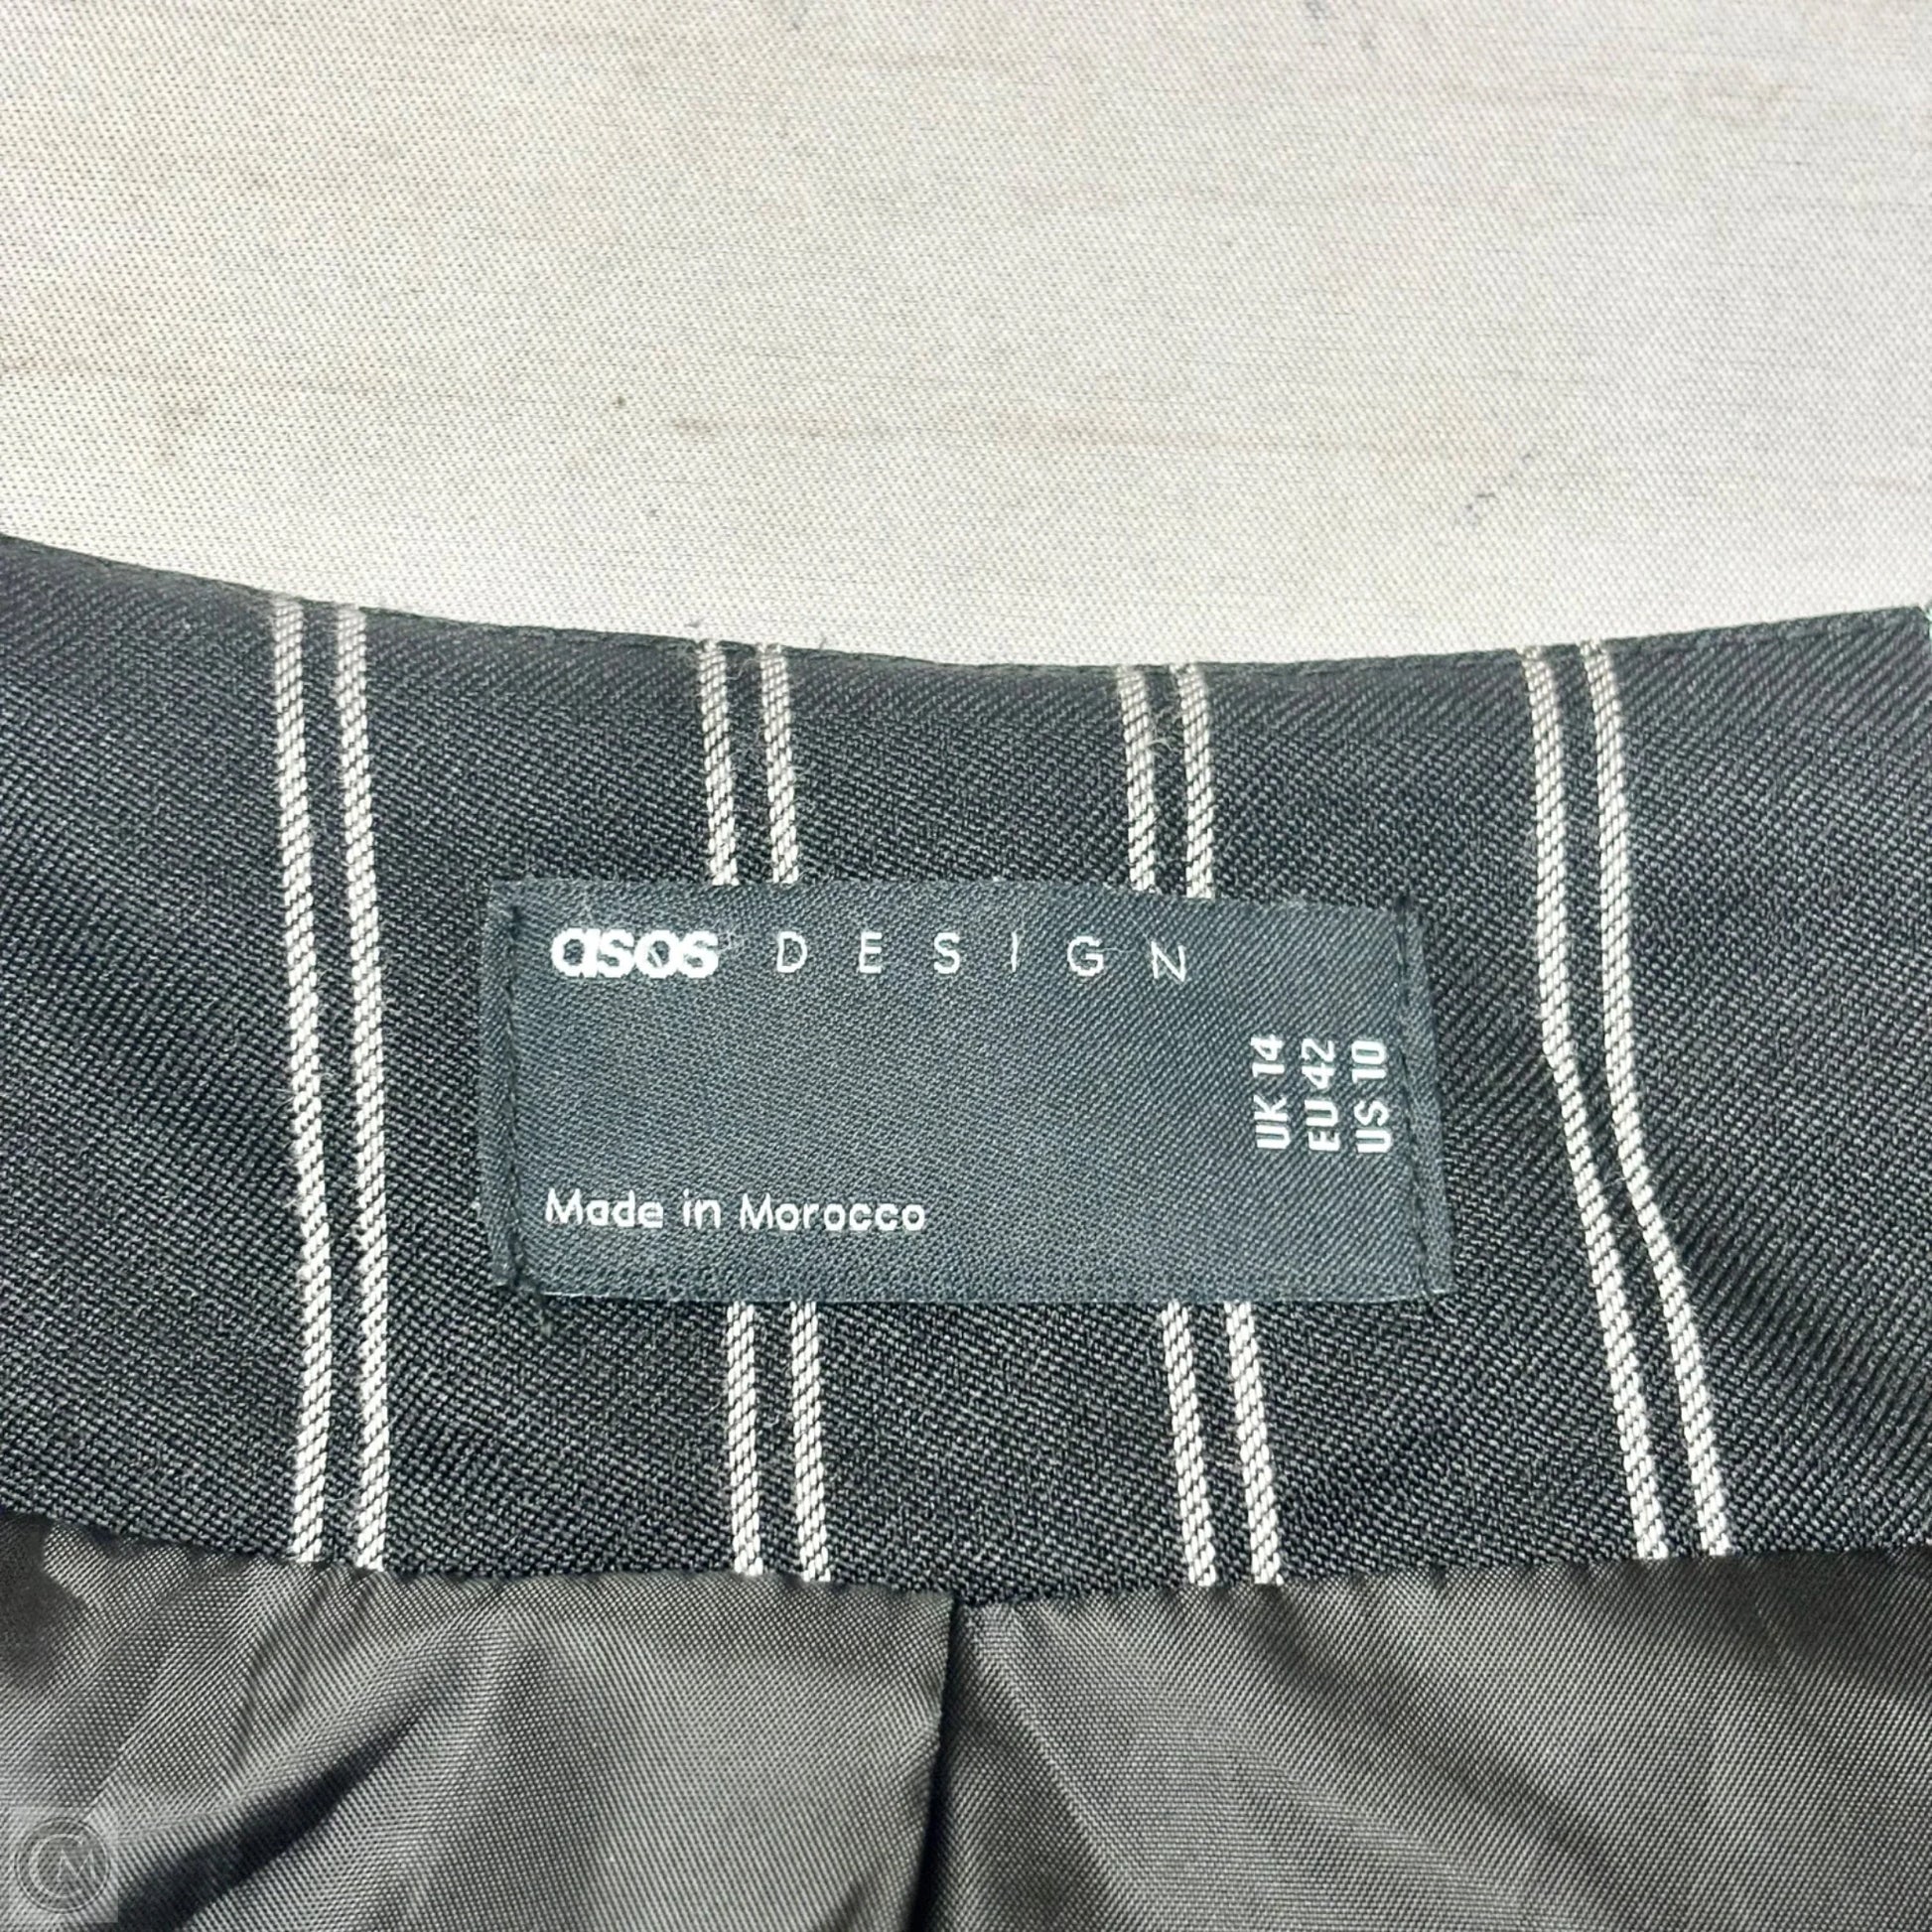 asos DESIGN
UK 14
EU 42
US 10
Made in Morocco